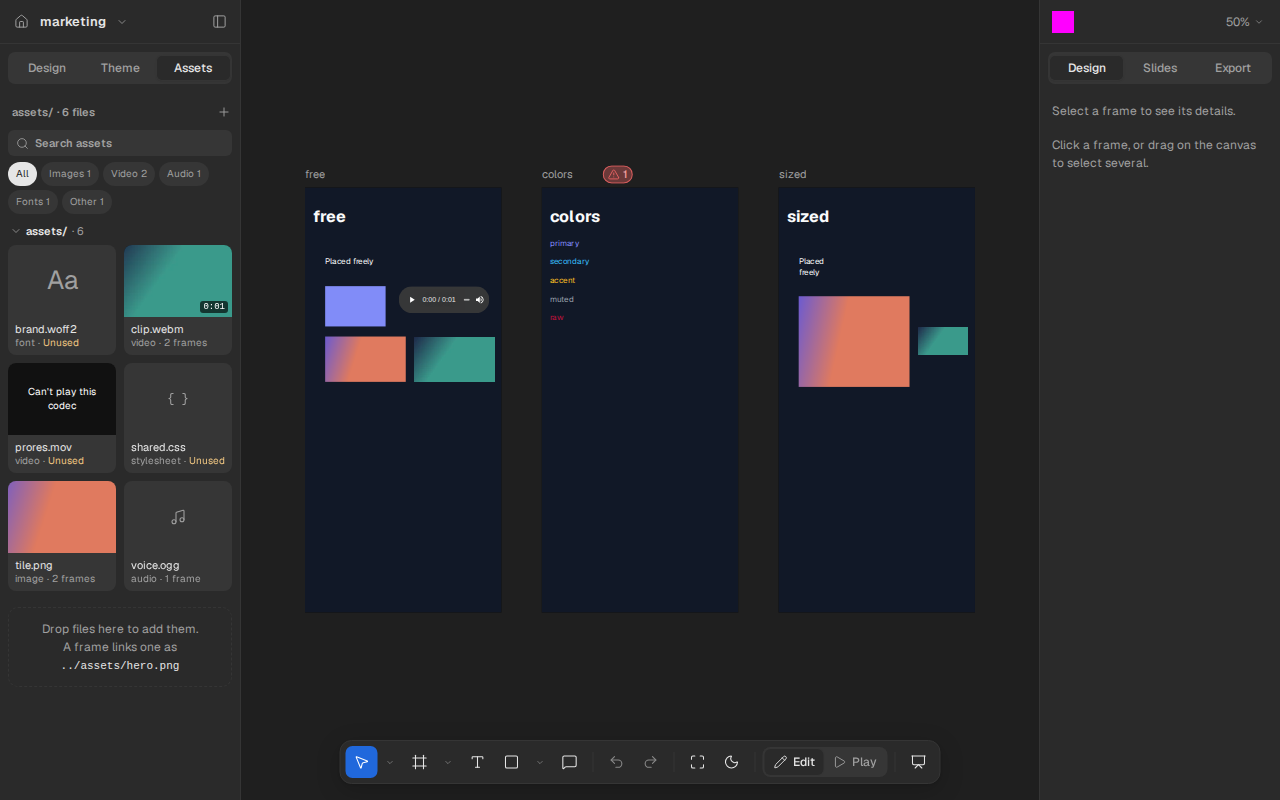 marketing
Design
Theme
Assets
assets/ · 6 files
Search assets
All
Images 1
Video 2
Audio 1
Fonts 1
Other 1
assets/ · 6
Aa
0:01
brand.woff2
font · Unused
clip.webm
video · 2 frames
Can't play this
codec
{ }
prores.mov
video · Unused
shared.css
stylesheet · Unused
tile.png
image · 2 frames
voice.ogg
audio · 1 frame
Drop files here to add them.
A frame links one as
../assets/hero.png
free
free
Placed freely
0:00 / 0:01
colors
1
colors
primary
secondary
accent
muted
raw
sized
sized
Placed
freely
Edit
Play
50%
Design
Slides
Export
Select a frame to see its details.
Click a frame, or drag on the canvas
to select several.